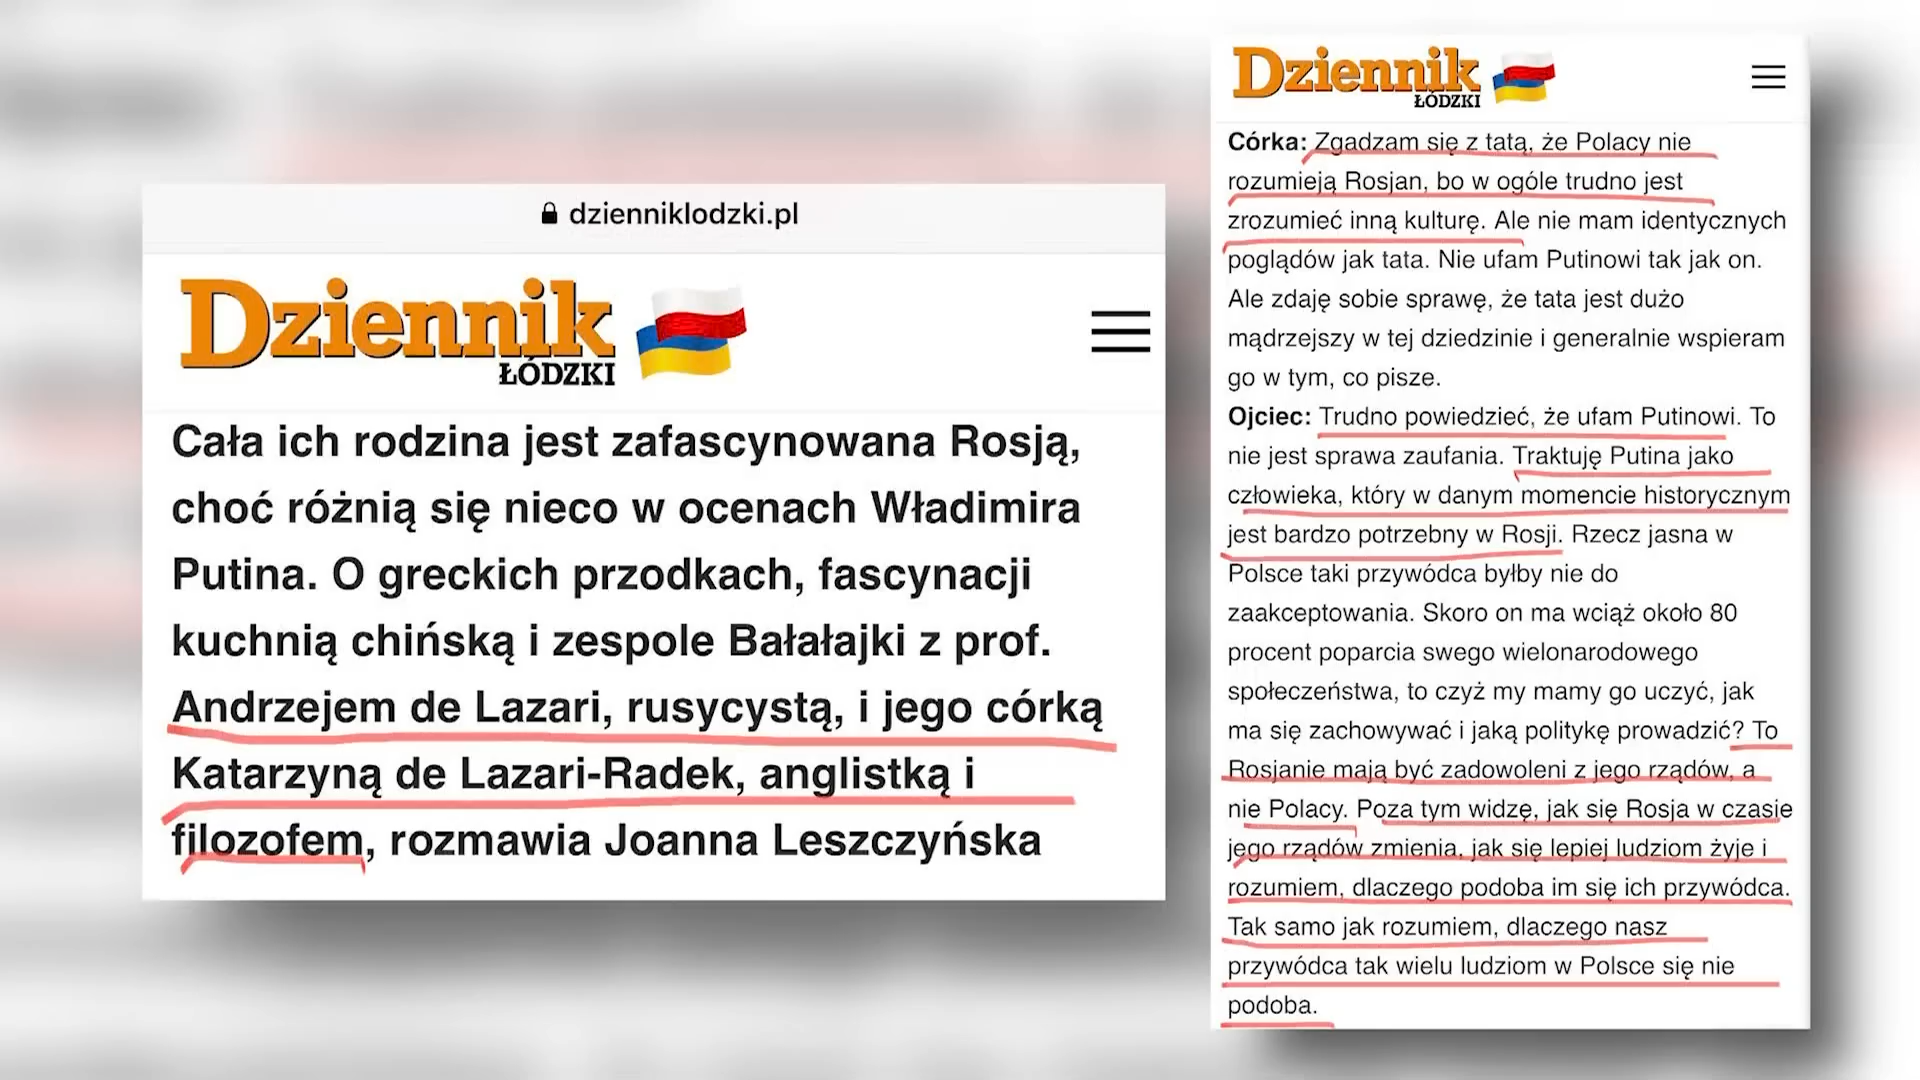 dzienniklodzki.pl
Dziennik
ŁÓDZKI
Cała ich rodzina jest zafascynowana Rosją,
choć różnią się nieco w ocenach Władimira
Putina. O greckich przodkach, fascynacji
kuchnią chińską i zespole Bałałajki z prof.
Andrzejem de Lazari, rusycystą, i jego córką
Katarzyną de Lazari-Radek, anglistką i
filozofem, rozmawia Joanna Leszczyńska
Dziennik
ŁÓDZKI
Córka: Zgadzam się z tatą, że Polacy nie
rozumieją Rosjan, bo w ogóle trudno jest
zrozumieć inną kulturę. Ale nie mam identycznych
poglądów jak tata. Nie ufam Putinowi tak jak on.
Ale zdaję sobie sprawę, że tata jest dużo
mądrzejszy w tej dziedzinie i generalnie wspieram
go w tym, co pisze.
Ojciec: Trudno powiedzieć, że ufam Putinowi. To
nie jest sprawa zaufania. Traktuję Putina jako
człowieka, który w danym momencie historycznym
jest bardzo potrzebny w Rosji. Rzecz jasna w
Polsce taki przywódca byłby nie do
zaakceptowania. Skoro on ma wciąż około 80
procent poparcia swego wielonarodowego
społeczeństwa, to czyż my mamy go uczyć, jak
ma się zachowywać i jaką politykę prowadzić? To
Rosjanie mają być zadowoleni z jego rządów, a
nie Polacy. Poza tym widzę, jak się Rosja w czasie
jego rządów zmienia, jak się lepiej ludziom żyje i
rozumiem, dlaczego podoba im się ich przywódca.
Tak samo jak rozumiem, dlaczego nasz
przywódca tak wielu ludziom w Polsce się nie
podoba.